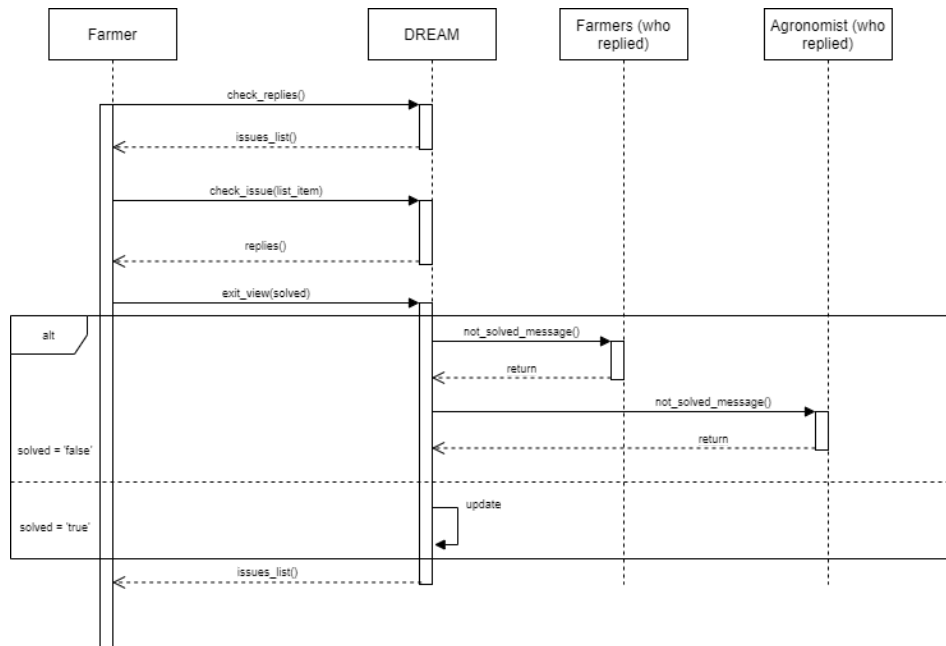 Farmer
DREAM
Farmers (who
replied)
Agronomist (who
replied)
check_replies()
issues_list()
check_issue(list_item)
replies()
exit_view(solved)
alt
not_solved_message()
return
not_solved_message()
return
solved = 'false'
update
solved = 'true'
issues_list()